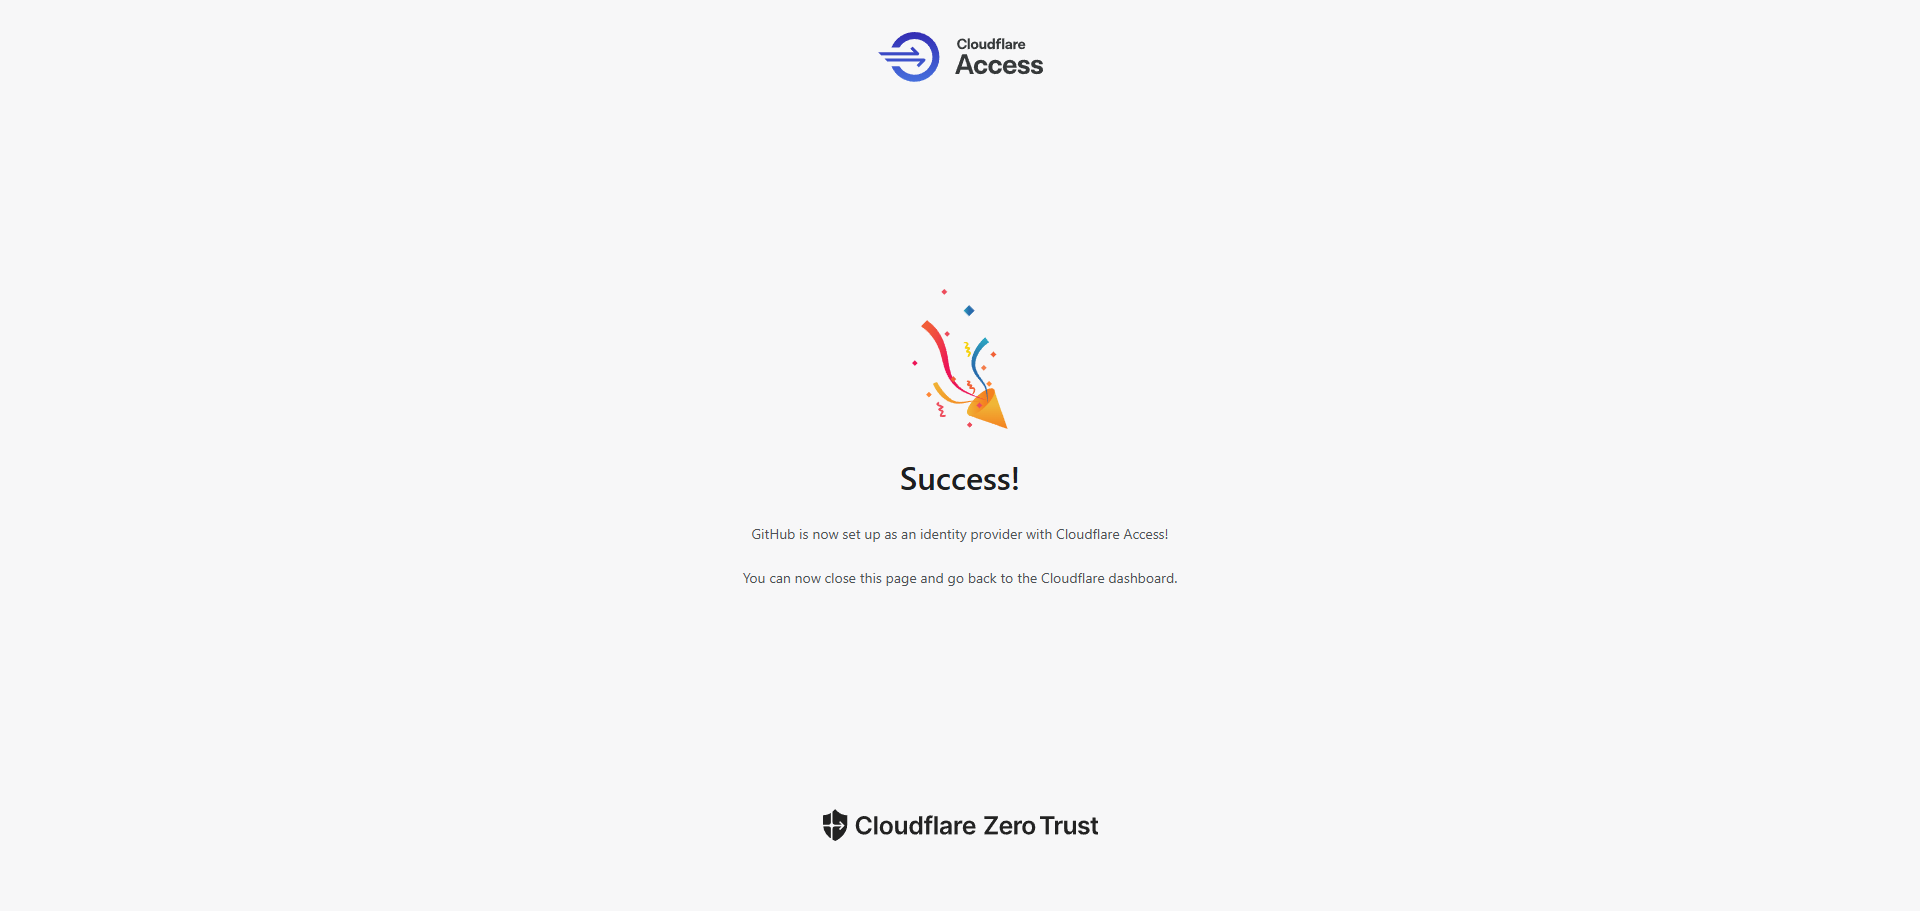 Cloudflare
Access
Success!
GitHub is now set up as an identity provider with Cloudflare Access!
You can now close this page and go back to the Cloudflare dashboard.
Cloudflare Zero Trust